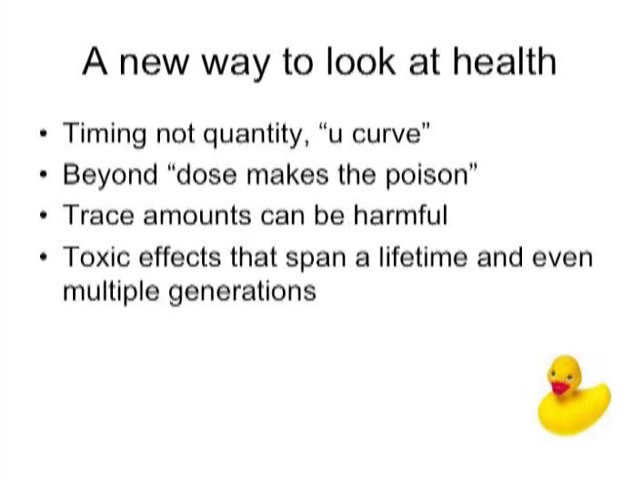 A new way to look at health
• Timing not quantity, “u curve”
• Beyond “dose makes the poison”
• Trace amounts can be harmful
• Toxic effects that span a lifetime and even
multiple generations